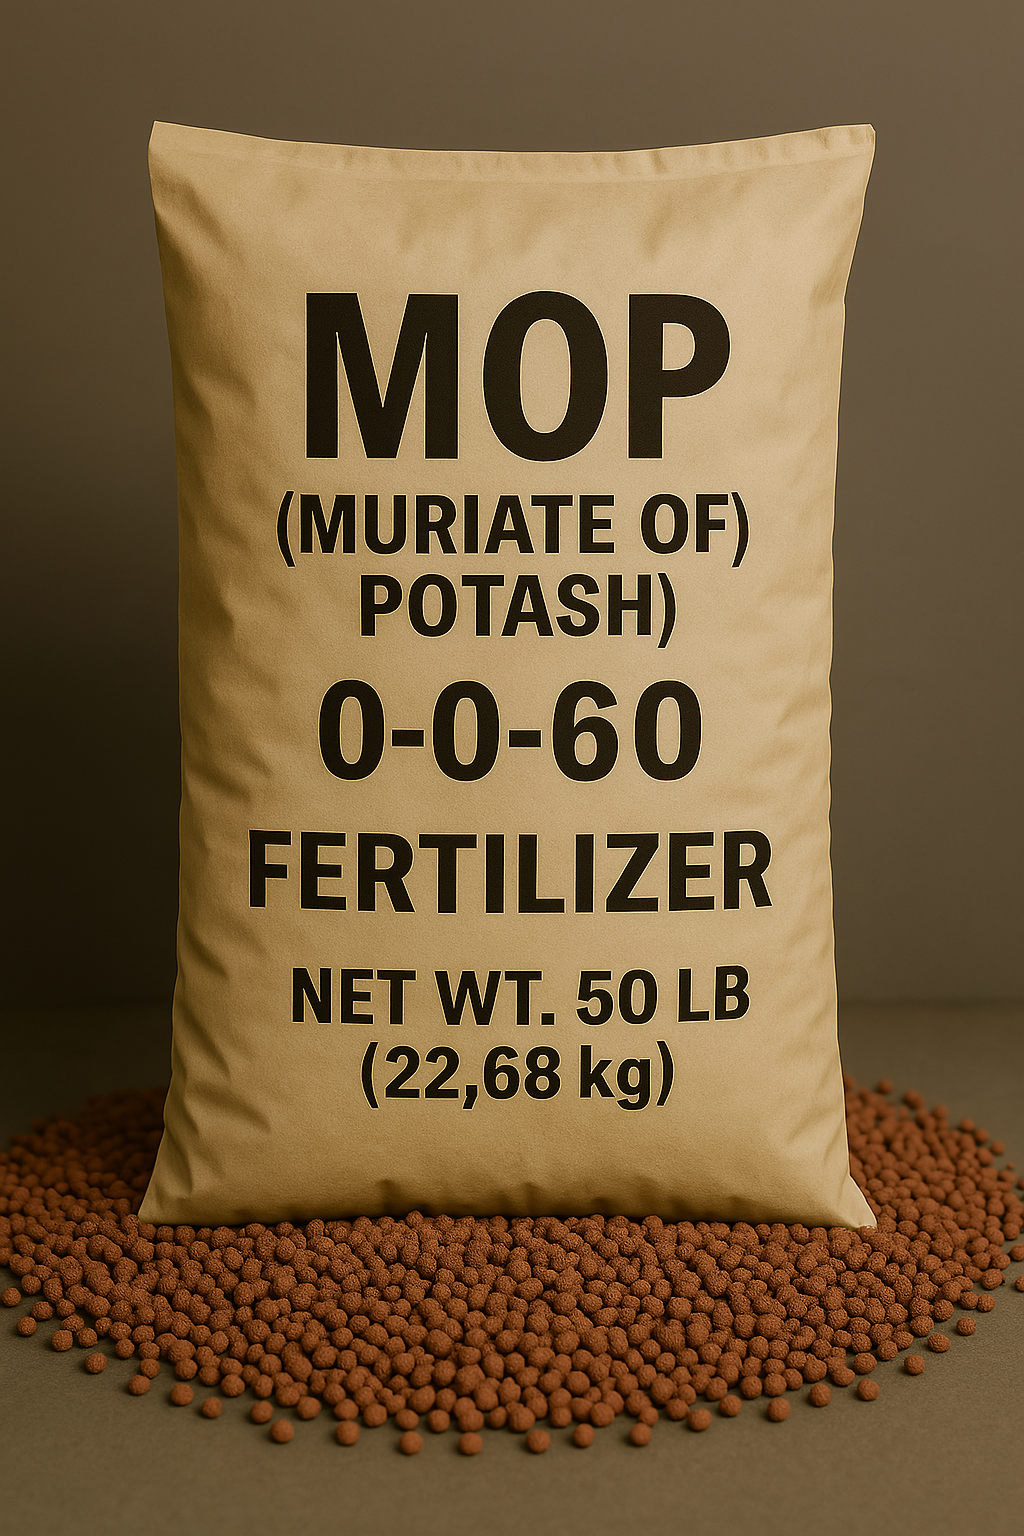 MOP
(MURIATE OF)
POTASH)
0-0-60
FERTILIZER
NET WT. 50 LB
(22,68 kg)